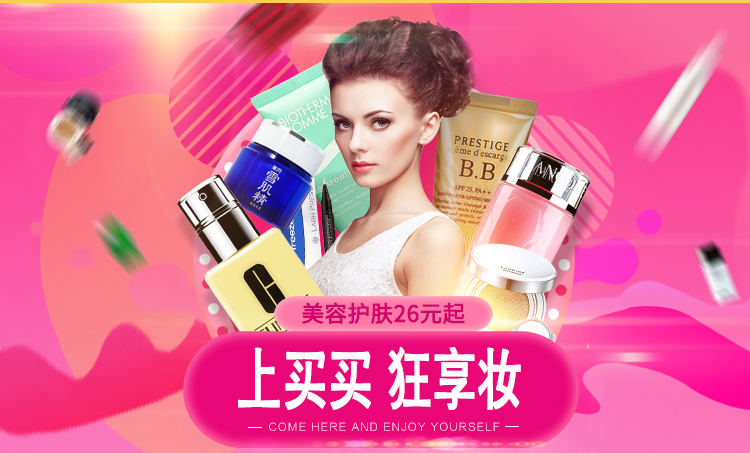 BIOTHERM
HOMME
雪肌精
LASH
PRESTIGE
B.B
SPF 25, PA++
美容护肤26元起
上买买 狂享妆
COME HERE AND ENJOY YOURSELF